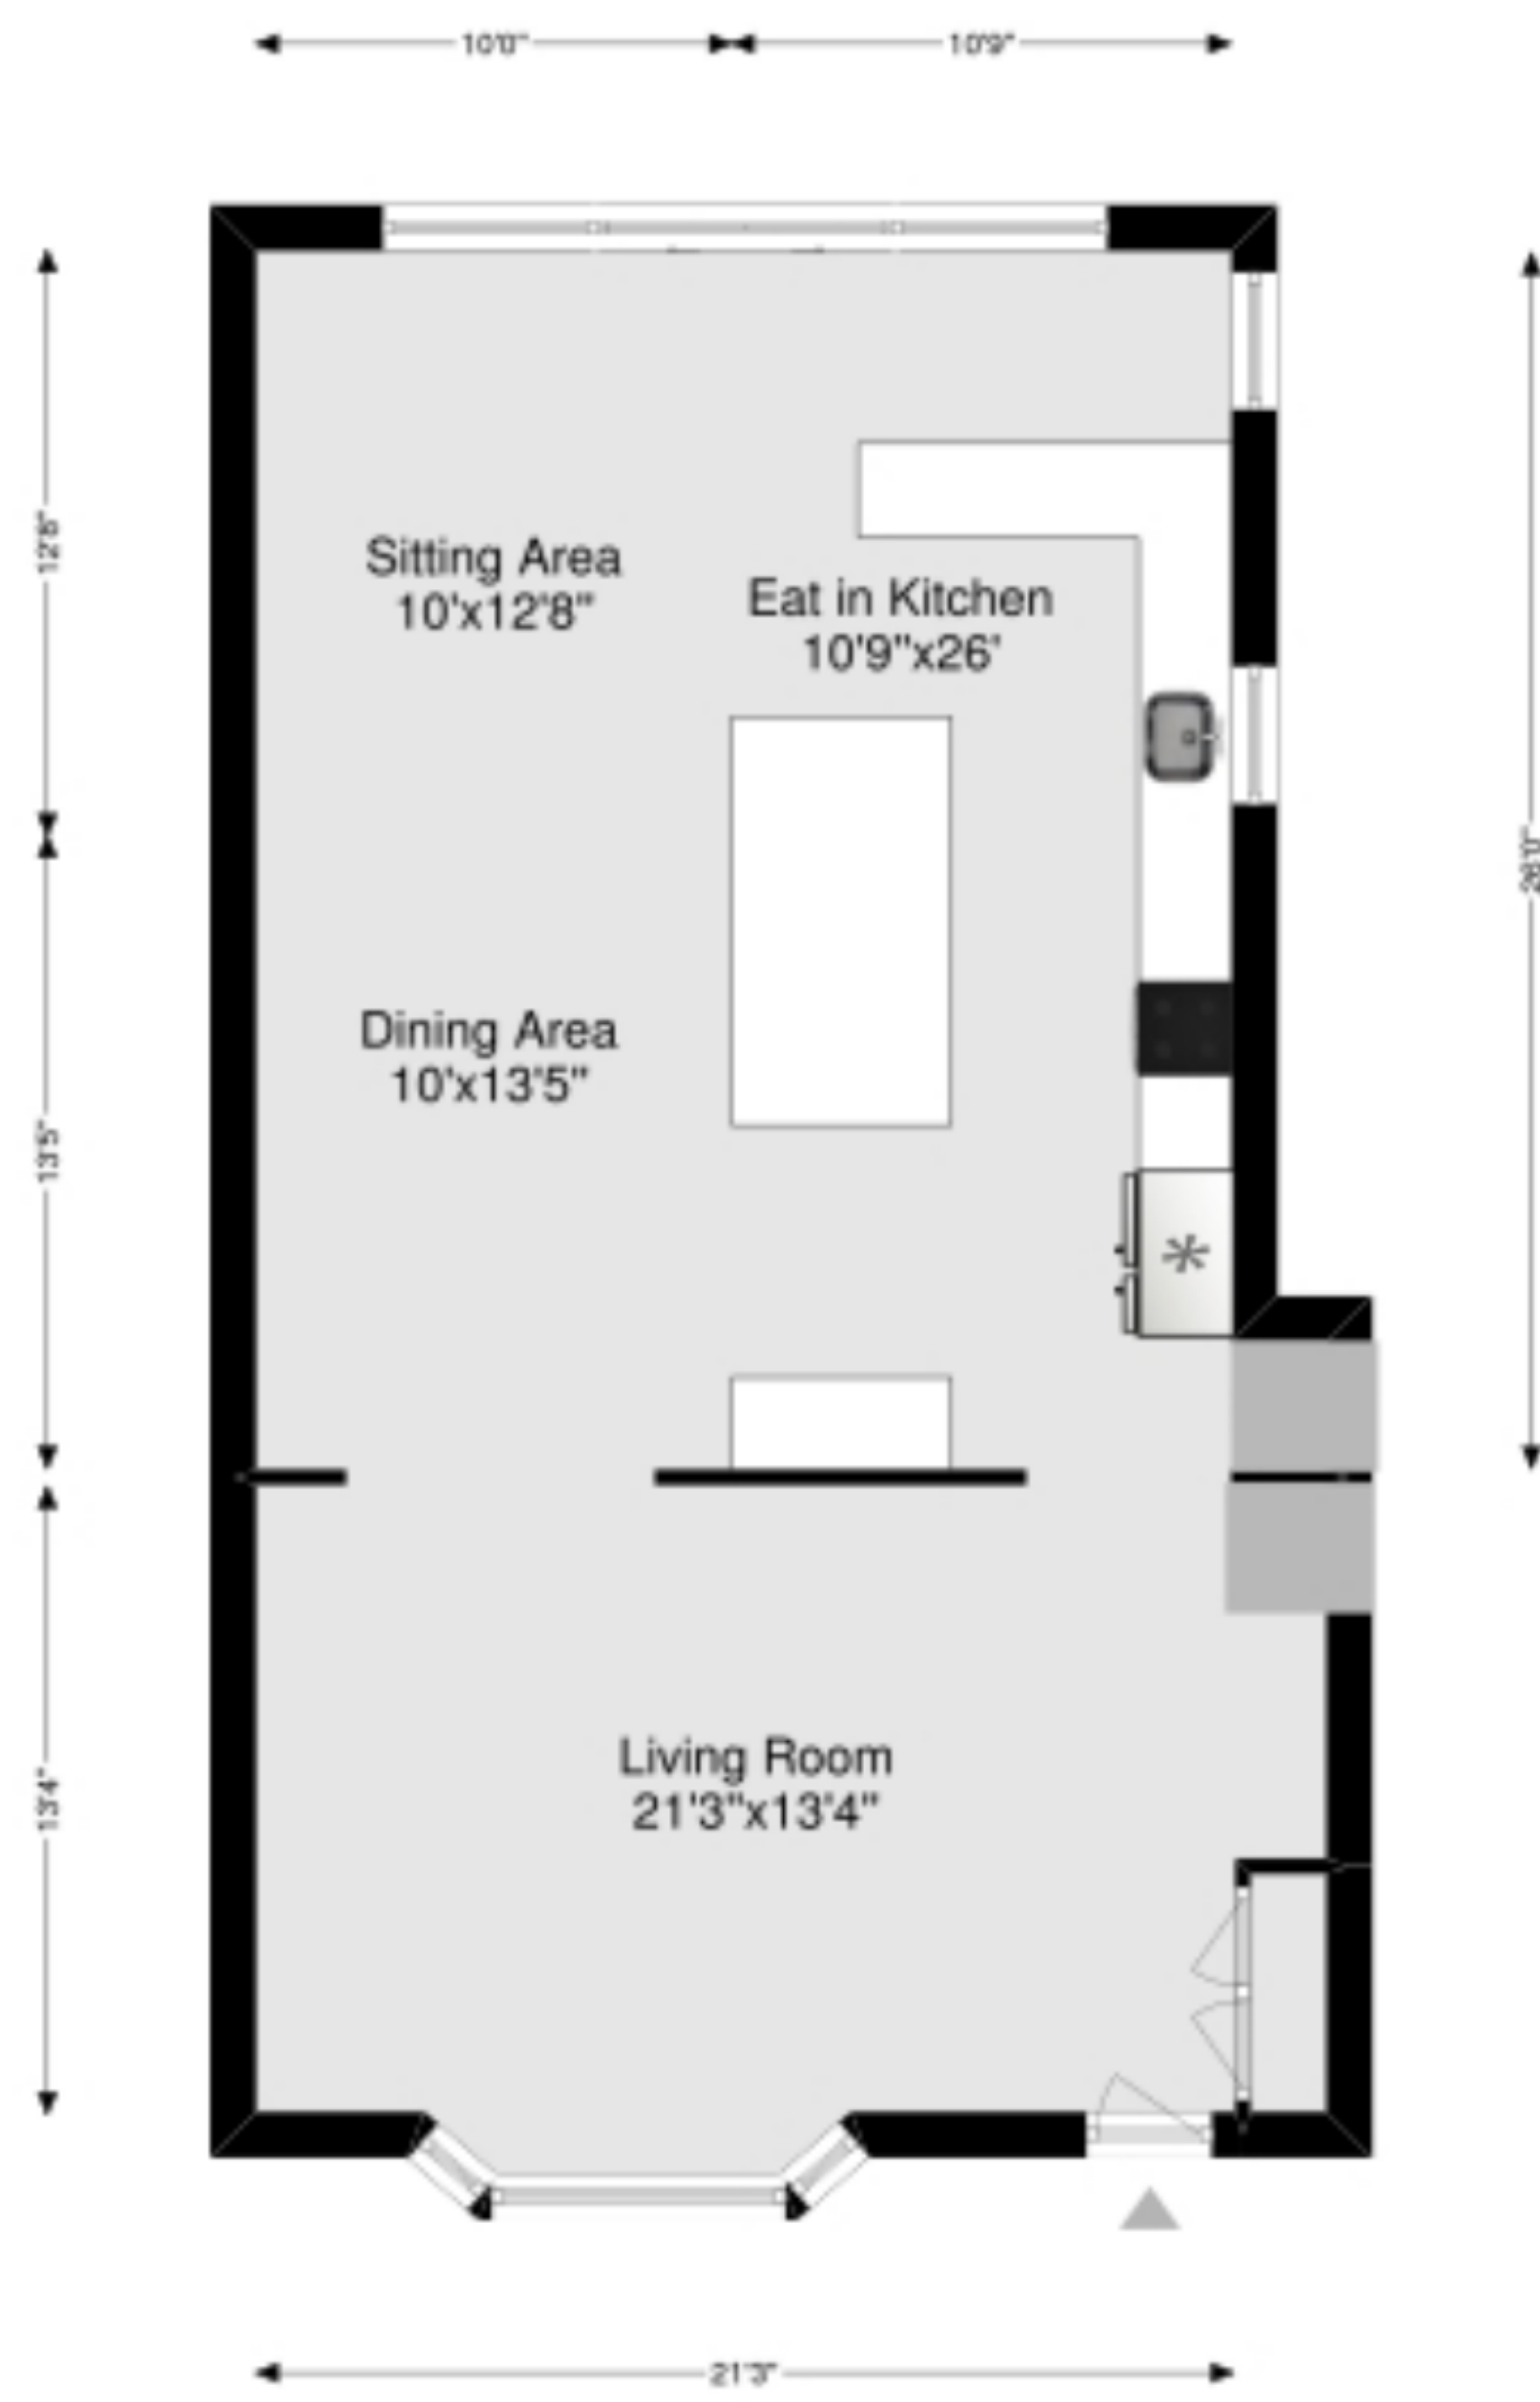 10'0"
10'9"
12'8"
26'0"
Sitting Area
10'x12'8"
Eat in Kitchen
10'9"x26'
Dining Area
10'x13'5"
13'5"
Living Room
21'3"x13'4"
13'4"
21'3"